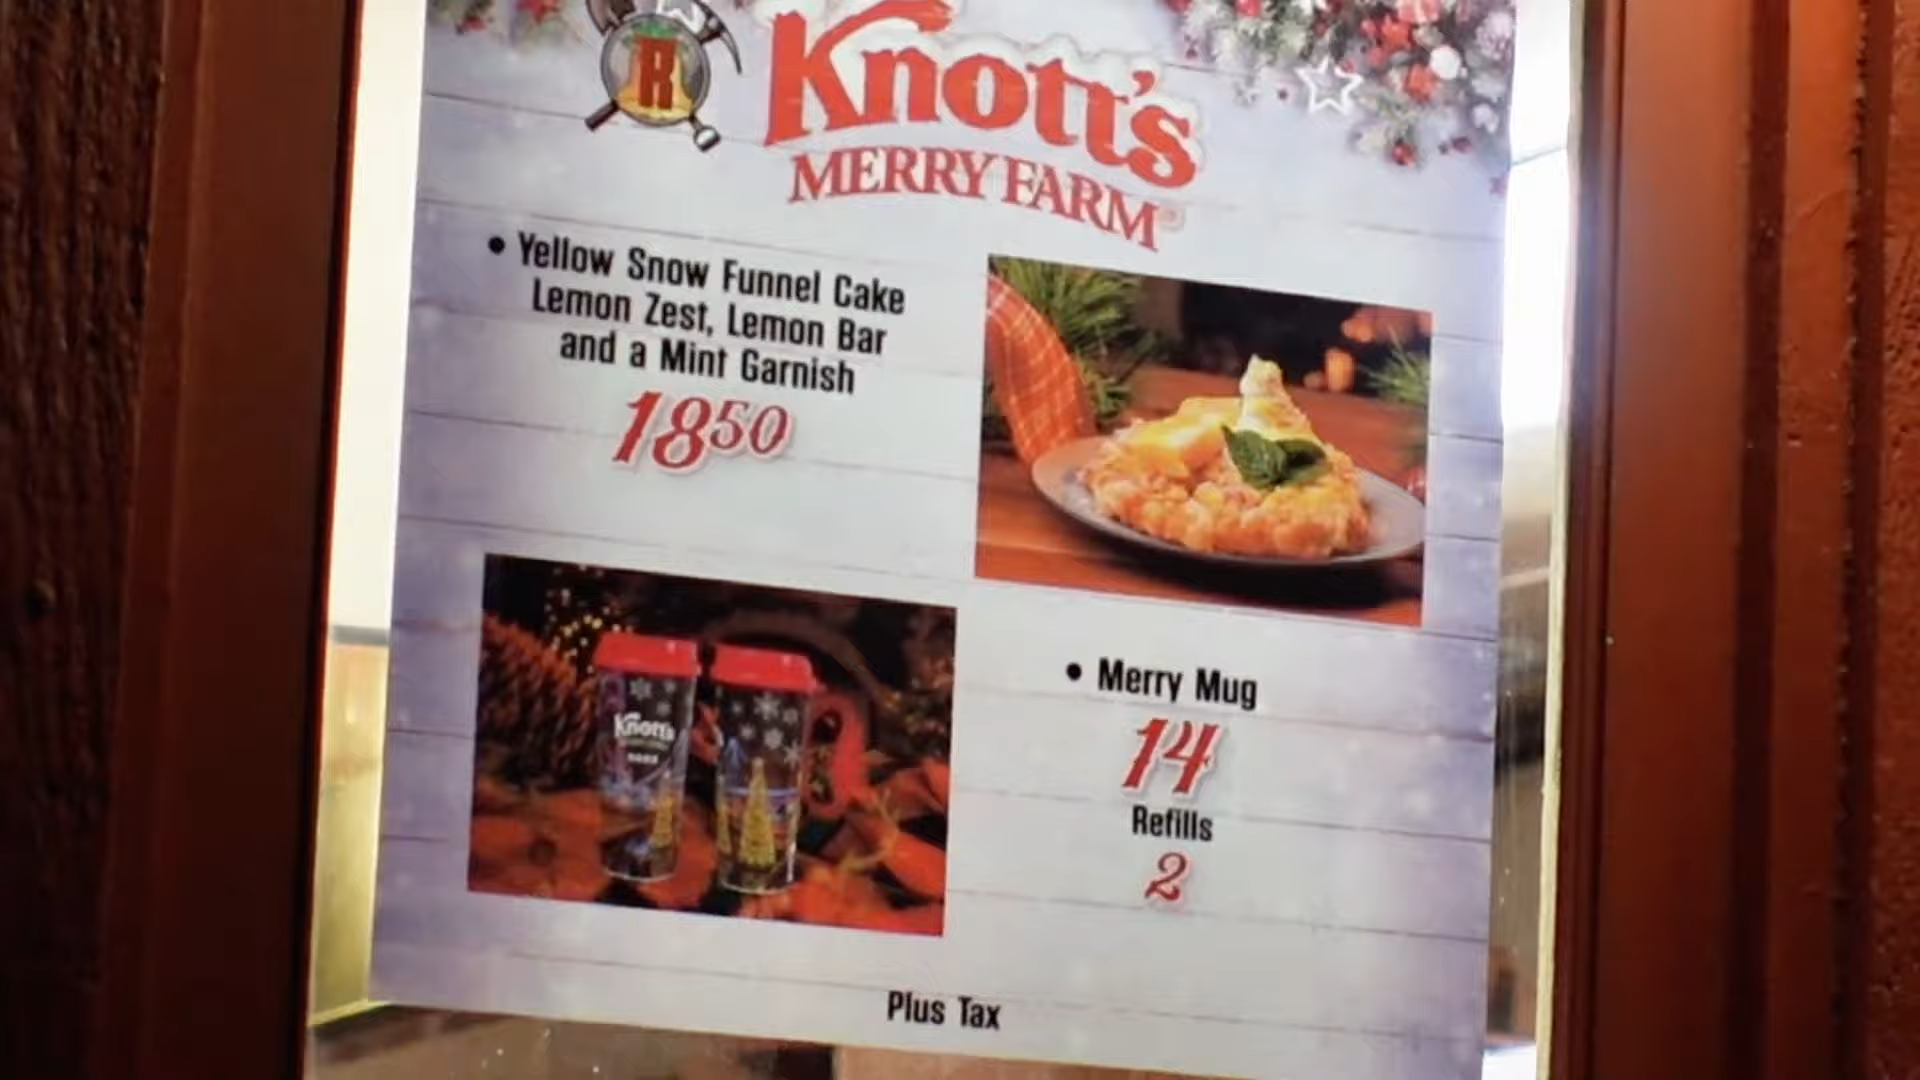 R
Knott's
MERRY FARM®
• Yellow Snow Funnel Cake
Lemon Zest, Lemon Bar
and a Mint Garnish
18⁵⁰
Knott's
• Merry Mug
14
Refills
2
Plus Tax